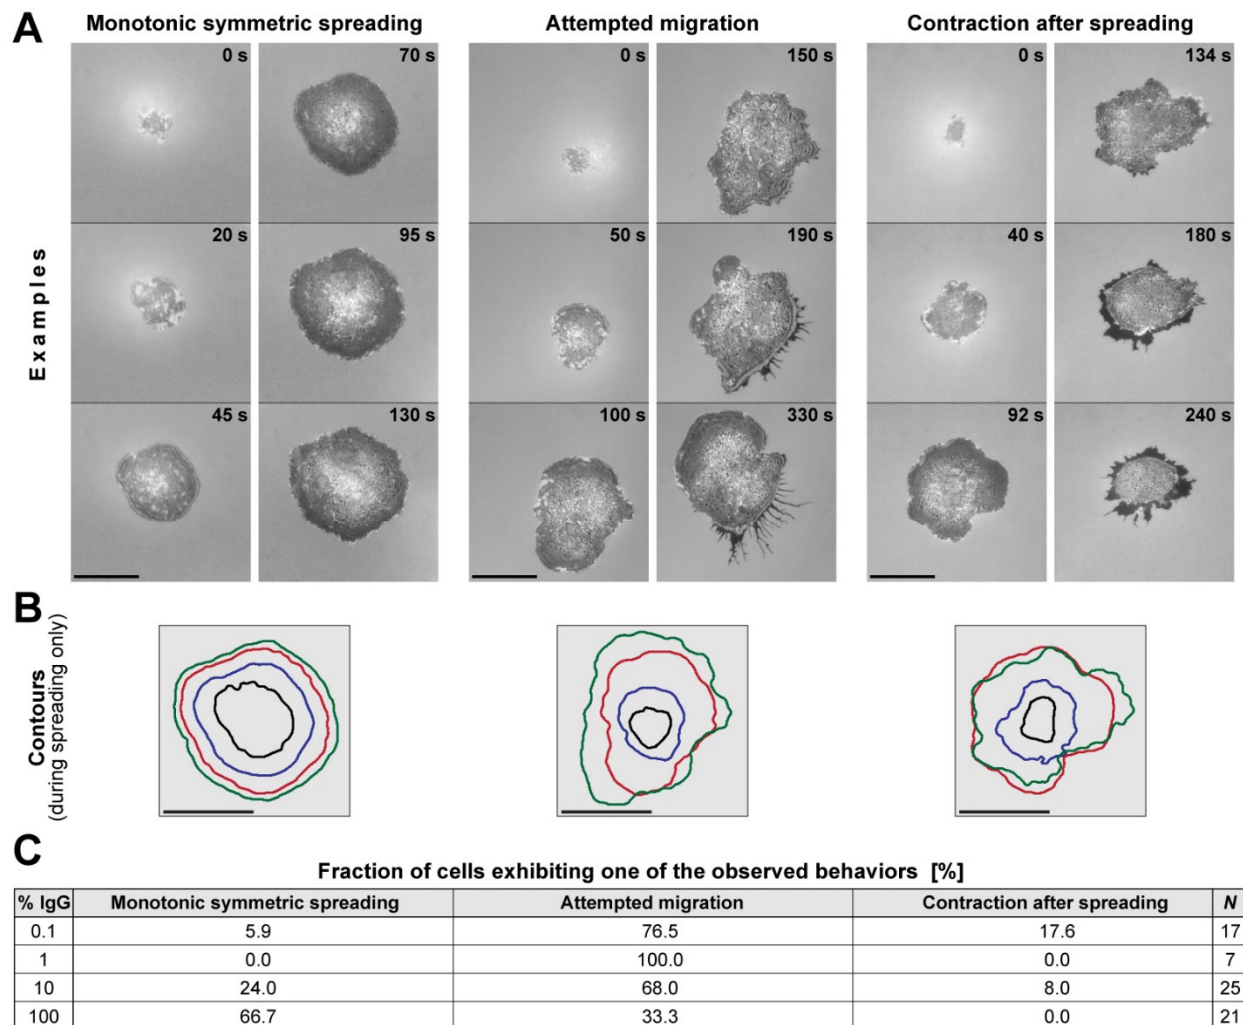 A
Monotonic symmetric spreading
Attempted migration
Contraction after spreading
0 s
70 s
0 s
150 s
0 s
134 s
Examples
20 s
95 s
50 s
190 s
40 s
180 s
45 s
130 s
100 s
330 s
92 s
240 s
B
Contours
(during spreading only)
C
Fraction of cells exhibiting one of the observed behaviors [%]
% IgG Monotonic symmetric spreading Attempted migration Contraction after spreading N
0.1 5.9 76.5 17.6 17
1 0.0 100.0 0.0 7
10 24.0 68.0 8.0 25
100 66.7 33.3 0.0 21